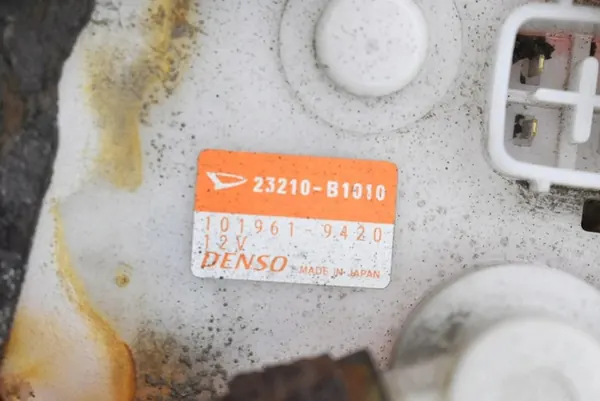 23210-B1010
101961-9420
12V
DENSO MADE IN JAPAN